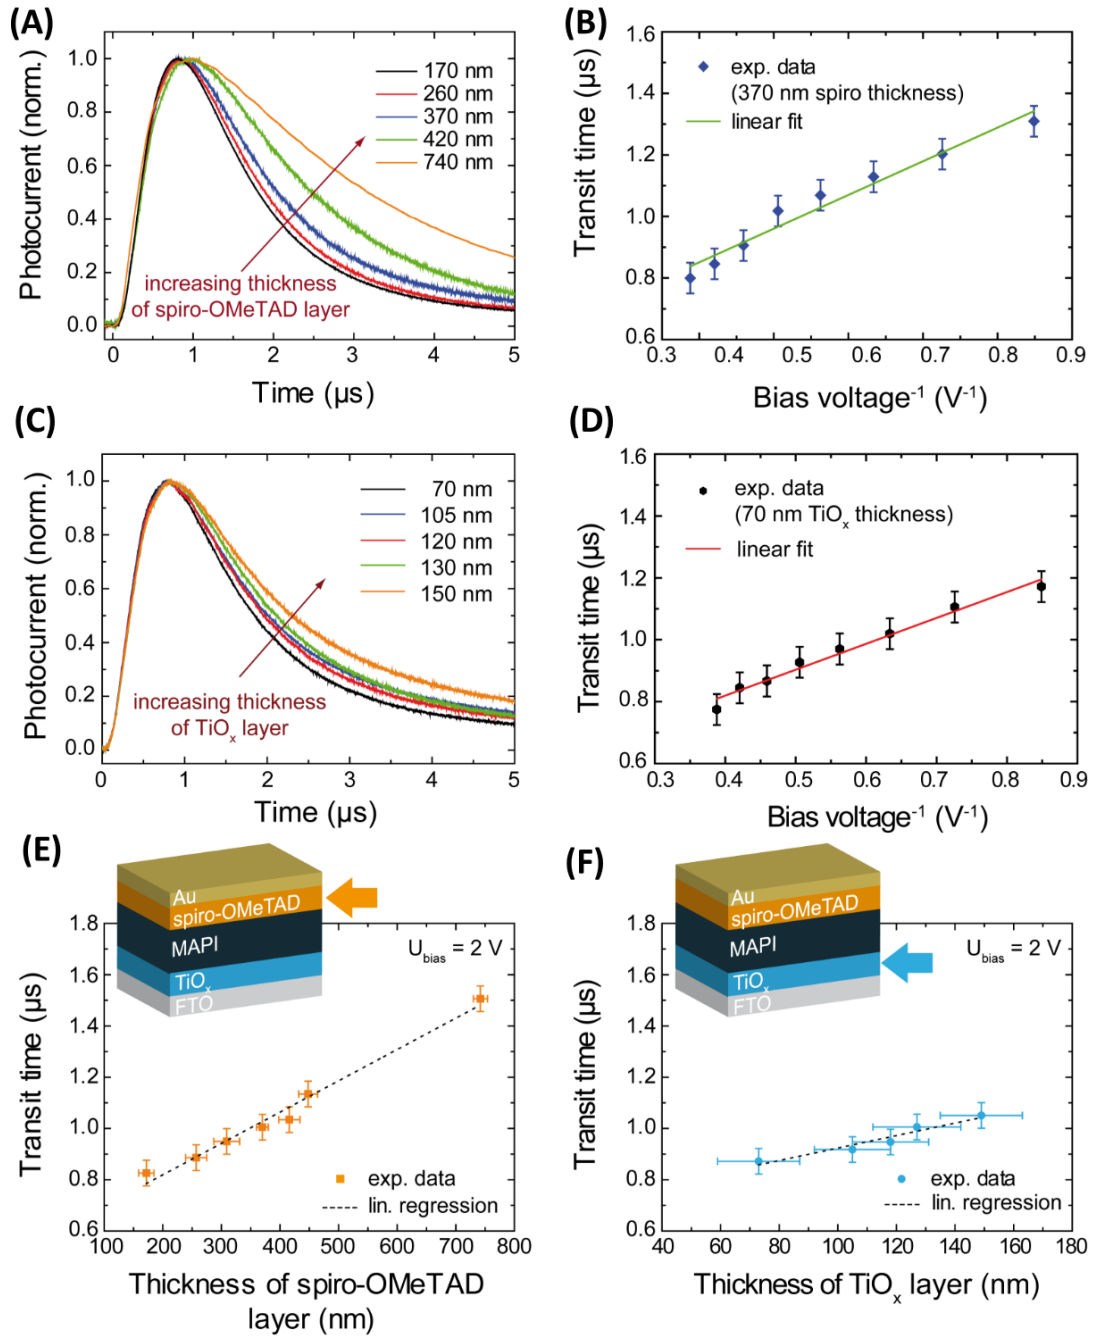 (A)
Photocurrent (norm.)
1.0
0.8
0.6
0.4
0.2
0.0
170 nm
260 nm
370 nm
420 nm
740 nm
increasing thickness
of spiro-OMeTAD layer
0 1 2 3 4 5
Time (µs)
(B)
Transit time (µs)
1.6
1.4
1.2
1.0
0.8
0.6
exp. data
(370 nm spiro thickness)
linear fit
0.3 0.4 0.5 0.6 0.7 0.8 0.9
Bias voltage⁻¹ (V⁻¹)
(C)
Photocurrent (norm.)
1.0
0.8
0.6
0.4
0.2
0.0
70 nm
105 nm
120 nm
130 nm
150 nm
increasing thickness
of TiOₓ layer
0 1 2 3 4 5
Time (µs)
(D)
Transit time (µs)
1.6
1.4
1.2
1.0
0.8
0.6
exp. data
(70 nm TiOₓ thickness)
linear fit
0.3 0.4 0.5 0.6 0.7 0.8 0.9
Bias voltage⁻¹ (V⁻¹)
(E)
Au
spiro-OMeTAD
MAPI
TiOₓ
FTO
U_bias = 2 V
Transit time (µs)
1.8
1.6
1.4
1.2
1.0
0.8
0.6
exp. data
lin. regression
100 200 300 400 500 600 700 800
Thickness of spiro-OMeTAD
layer (nm)
(F)
Au
spiro-OMeTAD
MAPI
TiOₓ
FTO
U_bias = 2 V
Transit time (µs)
1.8
1.6
1.4
1.2
1.0
0.8
0.6
exp. data
lin. regression
40 60 80 100 120 140 160 180
Thickness of TiOₓ layer (nm)